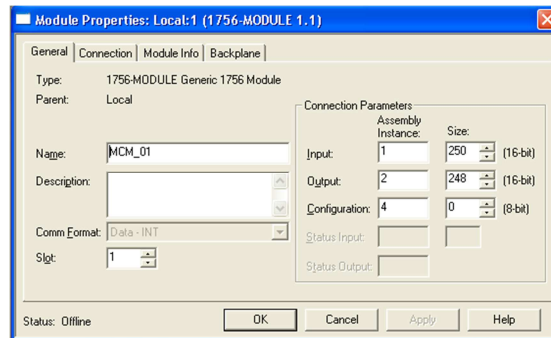 Module Properties: Local:1 (1756-MODULE 1.1)
General Connection Module Info Backplane
Type: 1756-MODULE Generic 1756 Module
Parent: Local
Connection Parameters
Assembly Instance: Size:
Name: MCM_01
Input: 1 250 (16-bit)
Description:
Output: 2 248 (16-bit)
Configuration: 4 0 (8-bit)
Comm Format: Data - INT
Status Input:
Slot: 1
Status Output:
Status: Offline
OK Cancel Apply Help